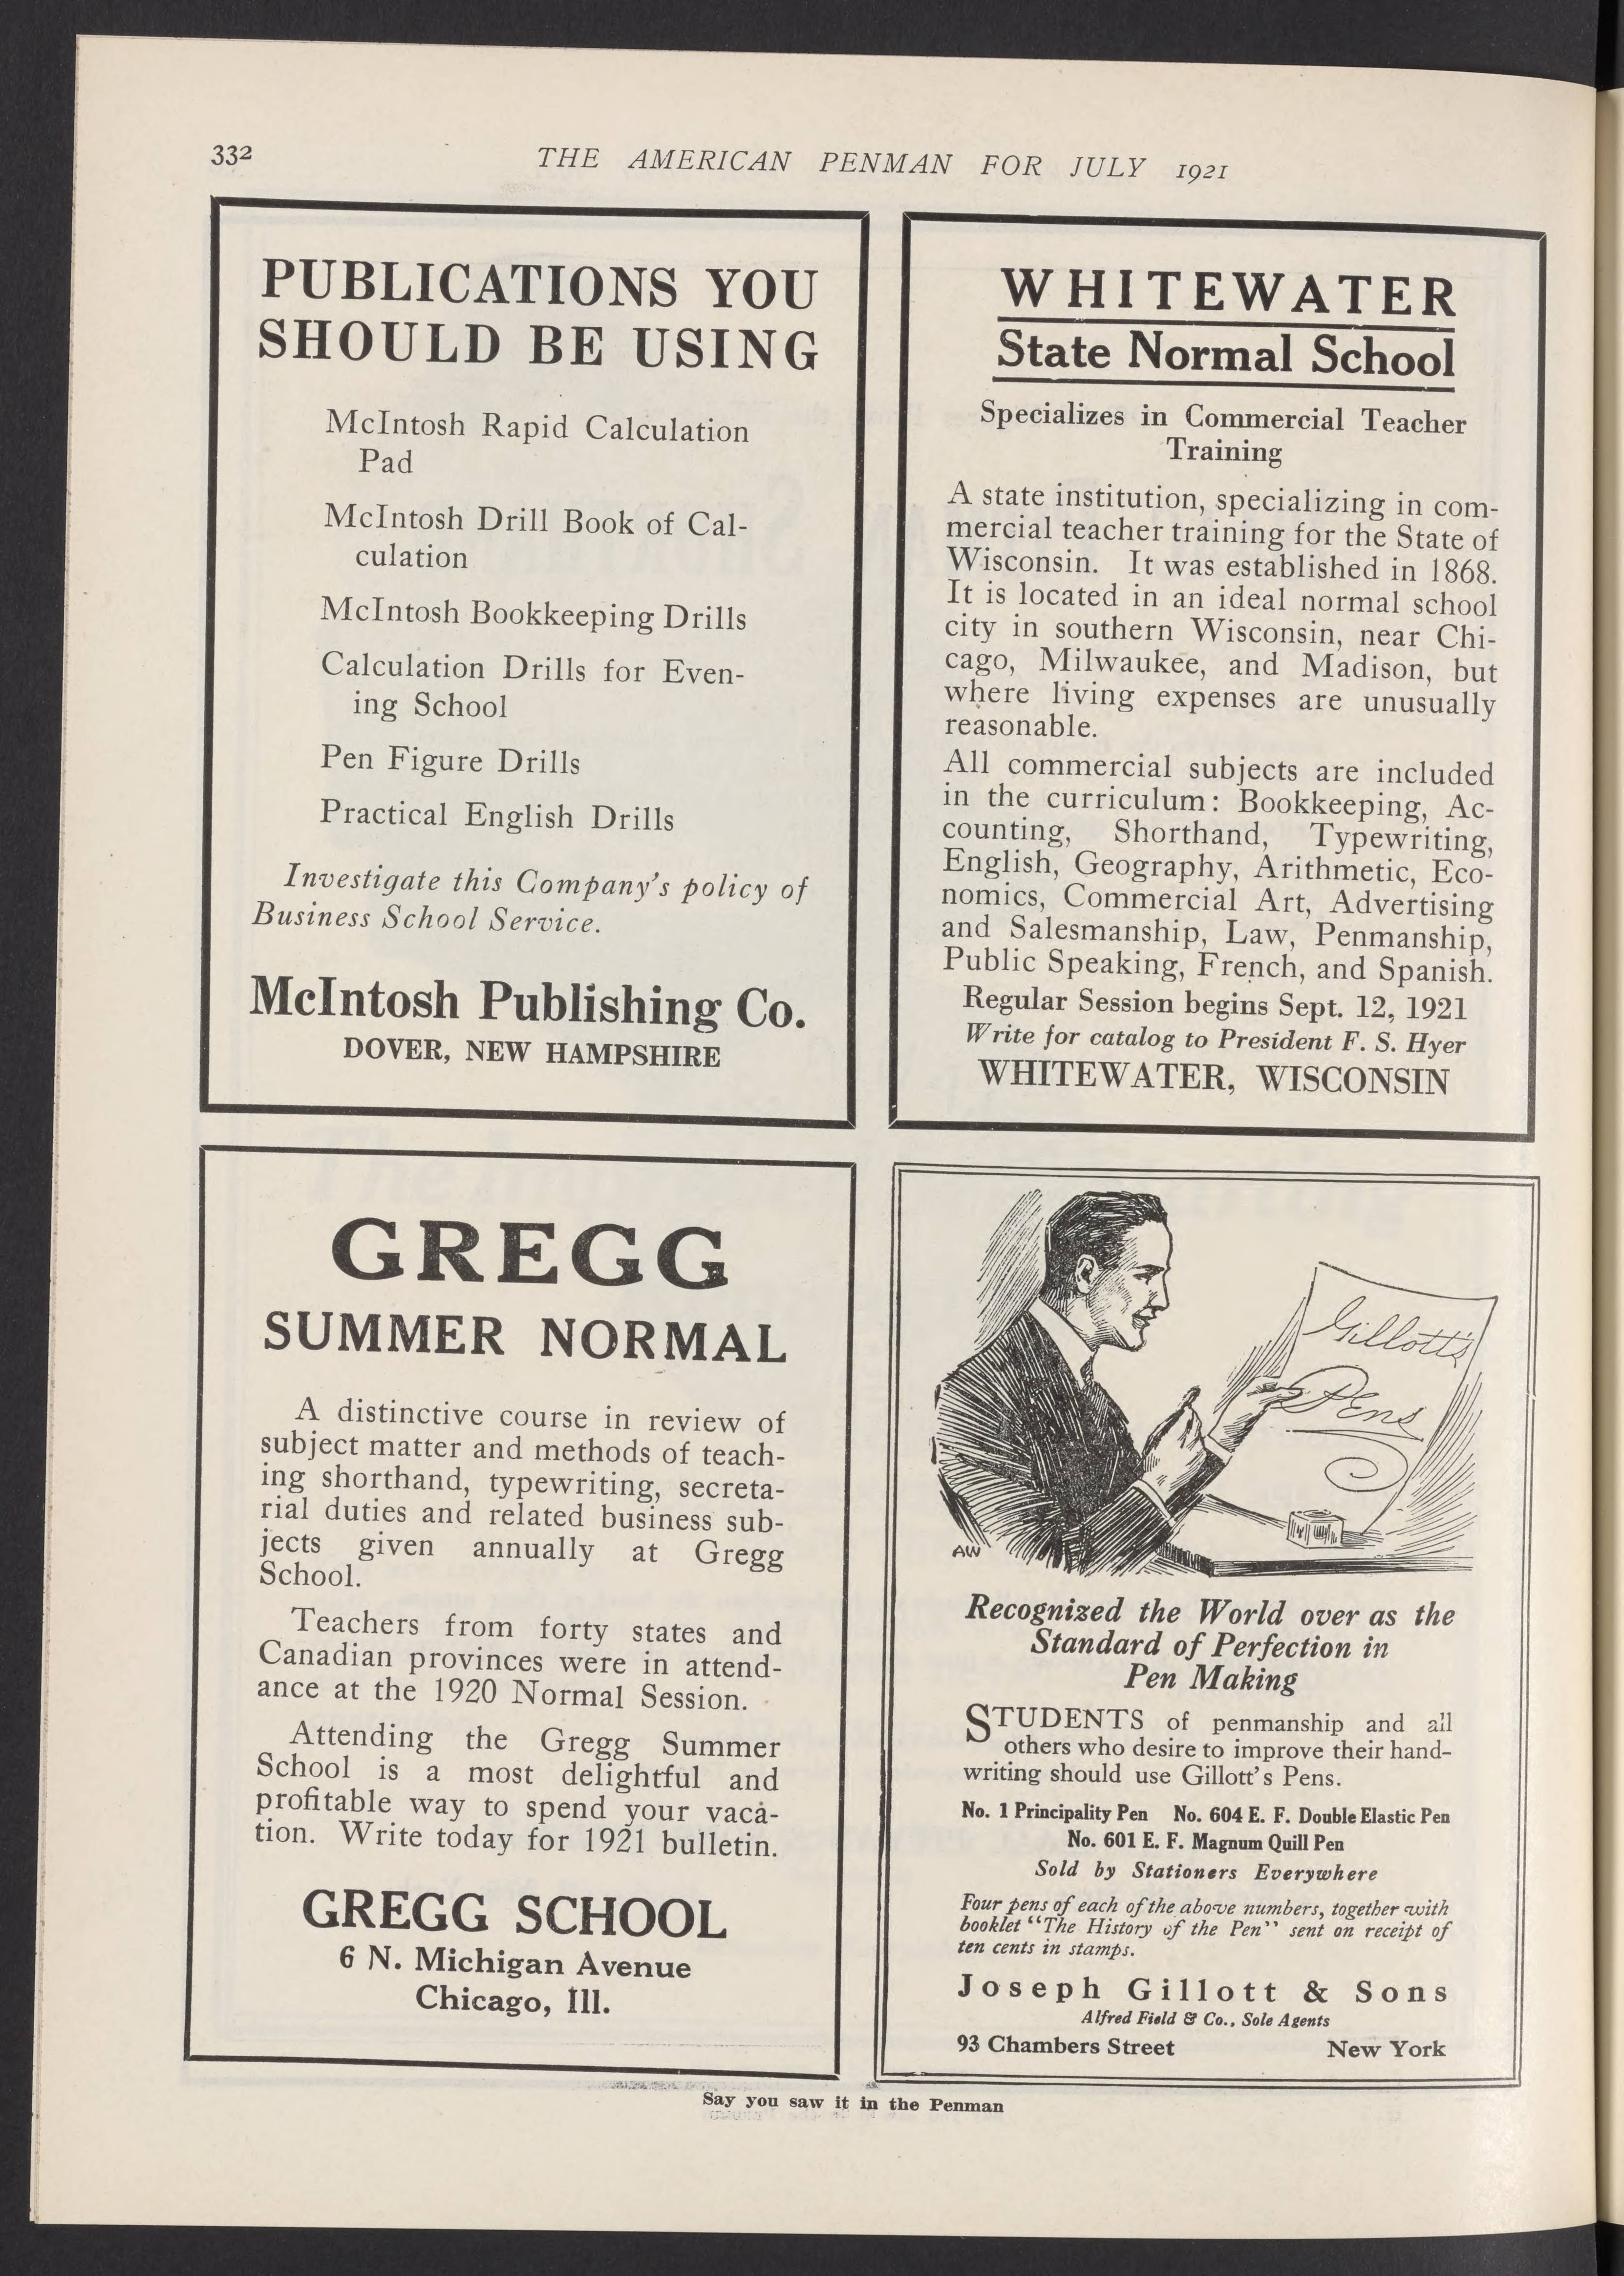 332
THE AMERICAN PENMAN FOR JULY 1921
PUBLICATIONS YOU
SHOULD BE USING
McIntosh Rapid Calculation
Pad
McIntosh Drill Book of Cal-
culation
McIntosh Bookkeeping Drills
Calculation Drills for Even-
ing School
Pen Figure Drills
Practical English Drills
Investigate this Company's policy of
Business School Service.
McIntosh Publishing Co.
DOVER, NEW HAMPSHIRE
WHITEWATER
State Normal School
Specializes in Commercial Teacher
Training
A state institution, specializing in com-
mercial teacher training for the State of
Wisconsin. It was established in 1868.
It is located in an ideal normal school
city in southern Wisconsin, near Chi-
cago, Milwaukee, and Madison, but
where living expenses are unusually
reasonable.
All commercial subjects are included
in the curriculum: Bookkeeping, Ac-
counting, Shorthand, Typewriting,
English, Geography, Arithmetic, Eco-
nomics, Commercial Art, Advertising
and Salesmanship, Law, Penmanship,
Public Speaking, French, and Spanish.
Regular Session begins Sept. 12, 1921
Write for catalog to President F. S. Hyer
WHITEWATER, WISCONSIN
GREGG
SUMMER NORMAL
A distinctive course in review of
subject matter and methods of teach-
ing shorthand, typewriting, secreta-
rial duties and related business sub-
jects given annually at Gregg
School.
Teachers from forty states and
Canadian provinces were in attend-
ance at the 1920 Normal Session.
Attending the Gregg Summer
School is a most delightful and
profitable way to spend your vaca-
tion. Write today for 1921 bulletin.
GREGG SCHOOL
6 N. Michigan Avenue
Chicago, Ill.
Gillott's
Pens
AW
Recognized the World over as the
Standard of Perfection in
Pen Making
STUDENTS of penmanship and all
others who desire to improve their hand-
writing should use Gillott's Pens.
No. 1 Principality Pen No. 604 E. F. Double Elastic Pen
No. 601 E. F. Magnum Quill Pen
Sold by Stationers Everywhere
Four pens of each of the above numbers, together with
booklet "The History of the Pen" sent on receipt of
ten cents in stamps.
Joseph Gillott & Sons
Alfred Field & Co., Sole Agents
93 Chambers Street New York
Say you saw it in the Penman